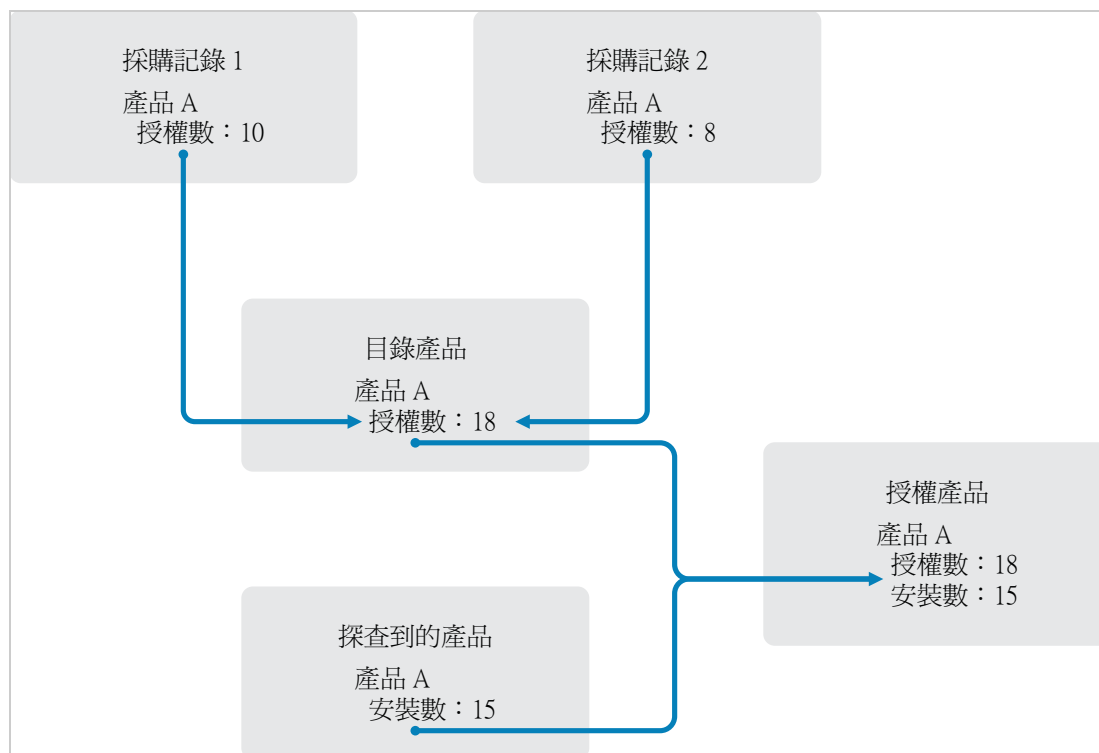 採購記錄 1
產品 A
授權數：10
採購記錄 2
產品 A
授權數：8
目錄產品
產品 A
授權數：18
授權產品
產品 A
授權數：18
安裝數：15
探查到的產品
產品 A
安裝數：15